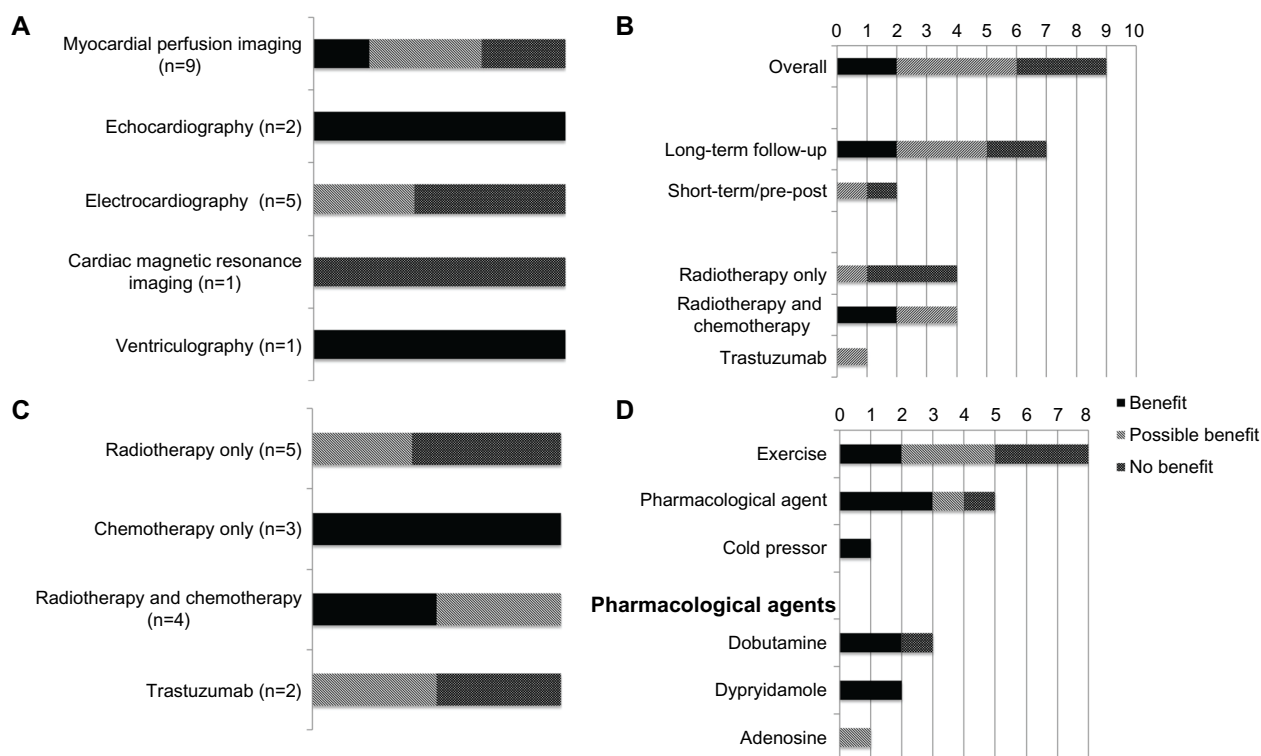 A
Myocardial perfusion imaging
(n=9)
Echocardiography (n=2)
Electrocardiography (n=5)
Cardiac magnetic resonance
imaging (n=1)
Ventriculography (n=1)
B
0 1 2 3 4 5 6 7 8 9 10
Overall
Long-term follow-up
Short-term/pre-post
Radiotherapy only
Radiotherapy and
chemotherapy
Trastuzumab
C
Radiotherapy only (n=5)
Chemotherapy only (n=3)
Radiotherapy and chemotherapy
(n=4)
Trastuzumab (n=2)
D
0 1 2 3 4 5 6 7 8
Exercise
Pharmacological agent
Cold pressor
Pharmacological agents
Dobutamine
Dypryidamole
Adenosine
Benefit
Possible benefit
No benefit